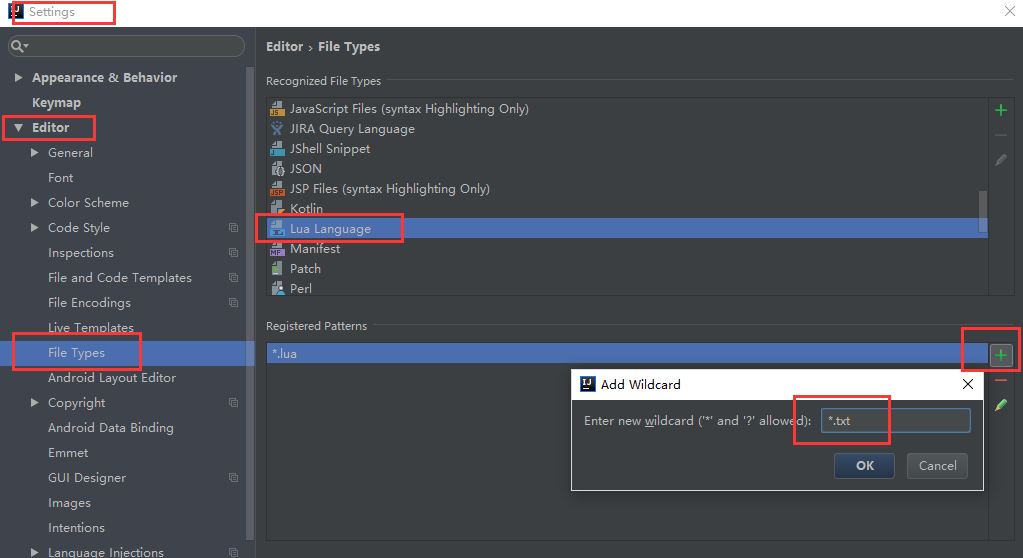 Settings
Appearance & Behavior
Keymap
Editor
General
Font
Color Scheme
Code Style
Inspections
File and Code Templates
File Encodings
Live Templates
File Types
Android Layout Editor
Copyright
Android Data Binding
Emmet
GUI Designer
Images
Intentions
Language Injections
Editor › File Types
Recognized File Types
JavaScript Files (syntax Highlighting Only)
JIRA Query Language
JShell Snippet
JSON
JSP Files (syntax Highlighting Only)
Kotlin
Lua Language
Manifest
Patch
Perl
Registered Patterns
*.lua
Add Wildcard
Enter new wildcard ('*' and '?' allowed): *.txt
OK Cancel